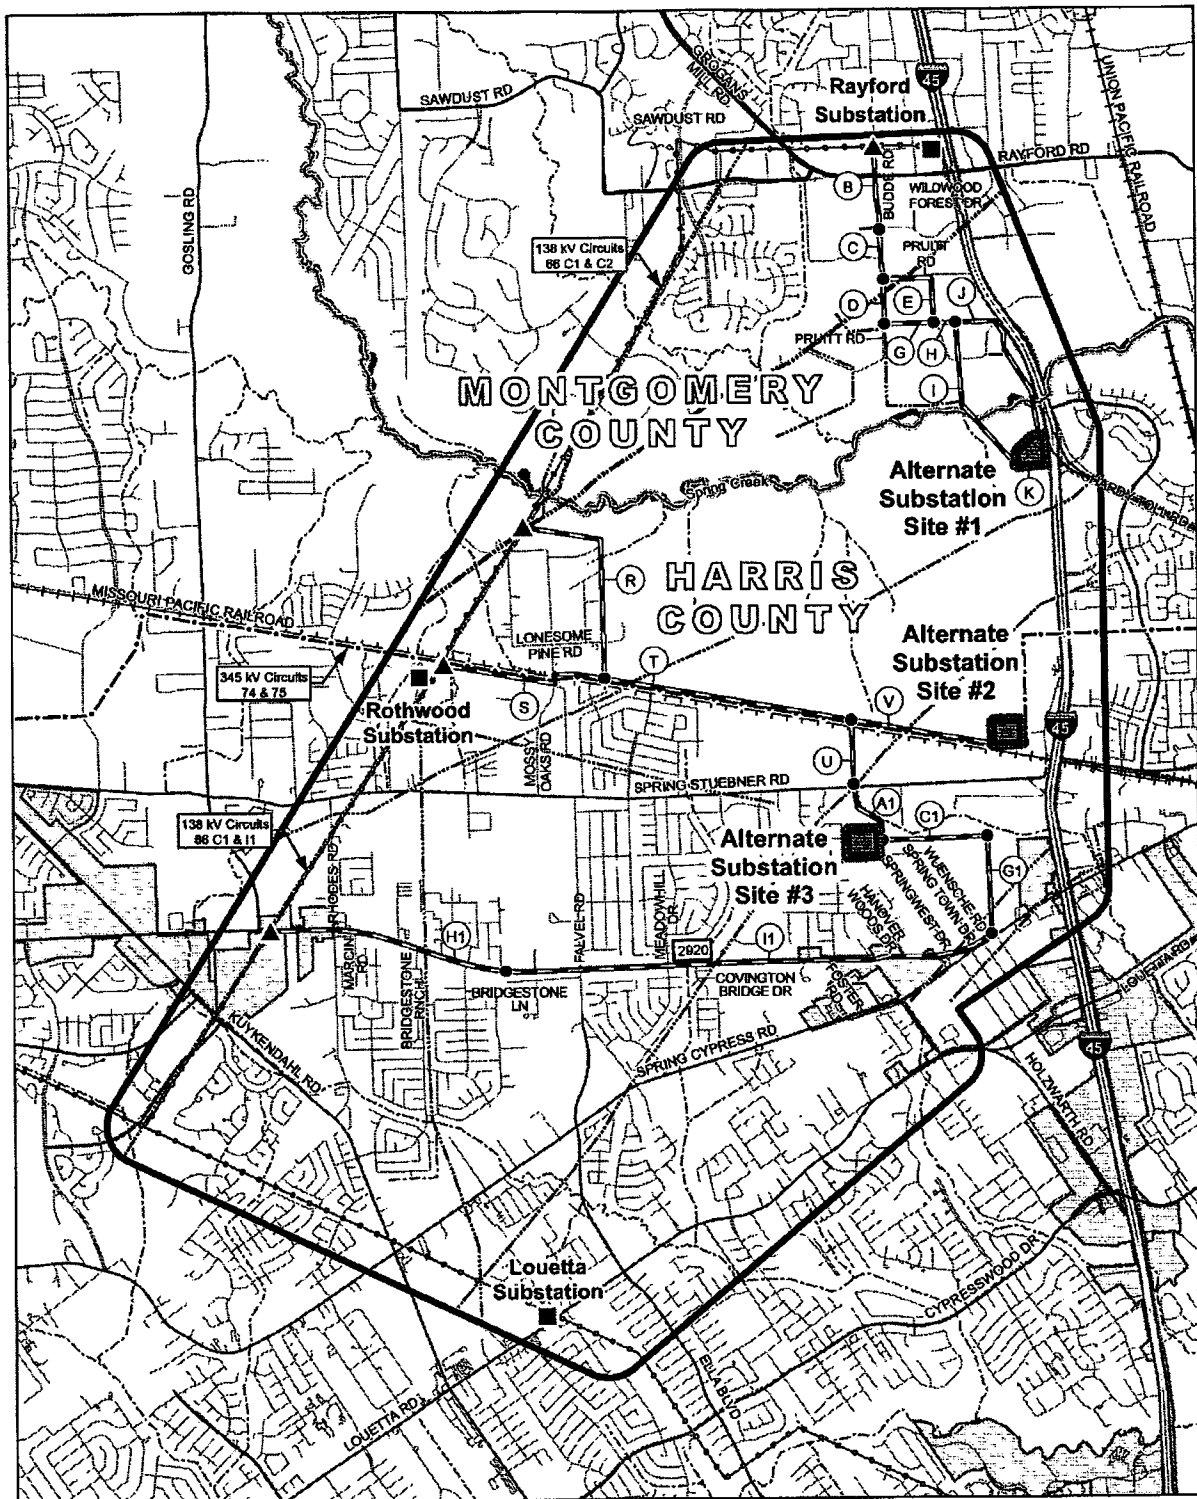 GROGANS
MILL RD
45
SAWDUST RD
SAWDUST RD
Rayford
Substation
UNION PACIFIC RAILROAD
RAYFORD RD
B
BUDDE RD
WILDWOOD
FOREST DR
GOSLING RD
138 kV Circuits
66 C1 & C2
C
PRUITT
RD
D
E
J
PRUITT RD
G
H
I
MONTGOMERY
COUNTY
Alternate
Substation
Site #1
K
Spring Creek
R
HARRIS
COUNTY
MISSOURI PACIFIC RAILROAD
LONESOME
PINE RD
Alternate
Substation
Site #2
345 kV Circuits
74 & 75
T
S
V
Rothwood
Substation
MOSS
OAKS RD
U
45
SPRING STUEBNER RD
A1
C1
138 kV Circuits
86 C1 & I1
Alternate
Substation
Site #3
WUENSCHE RD
SPRING TOWN DR
SPRINGWEST DR
HANOVER
WOODS DR
G1
RHODES RD
MARCIN
RD
BRIDGESTONE
RICHL
H1
FALVEL RD
MEADOWHILL
DR
2920
I1
BRIDGESTONE
LN
COVINGTON
BRIDGE DR
FOSTER
RD
KUYKENDAHL RD
SPRING CYPRESS RD
45
HOLZWARTH RD
Louetta
Substation
CYPRESSWOOD DR
ELLA BLVD
LOUETTA RD